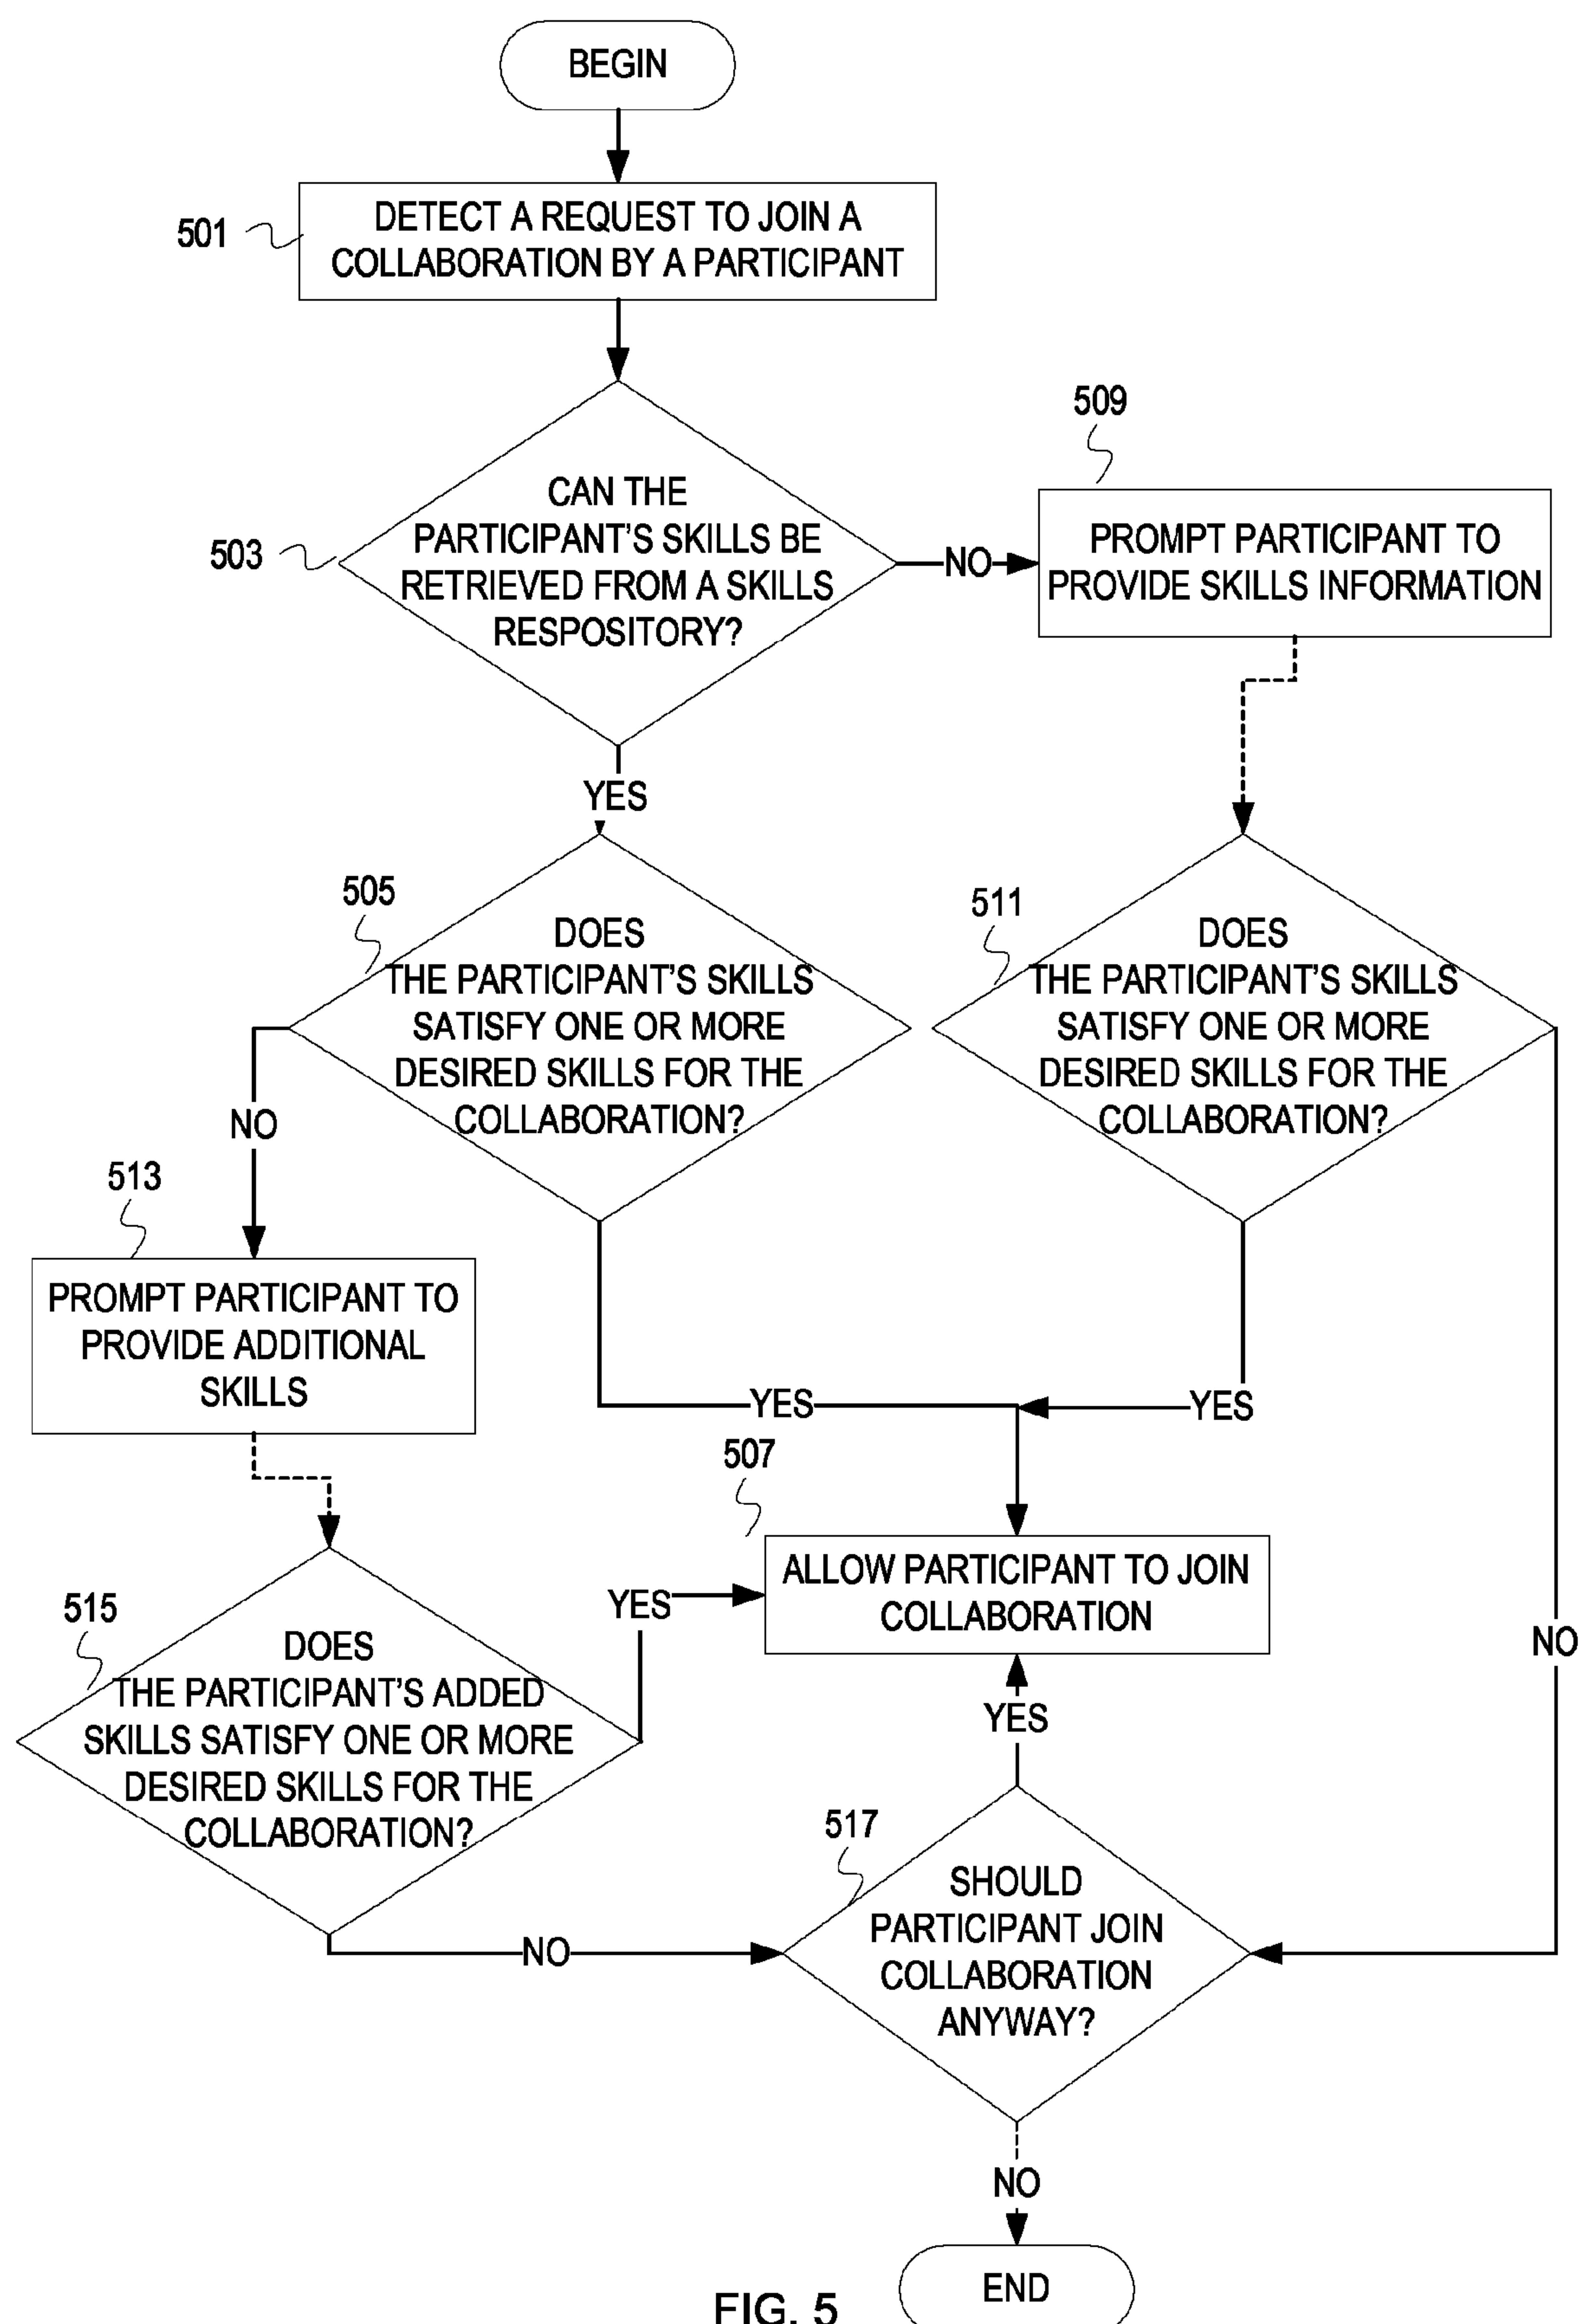 BEGIN
501
DETECT A REQUEST TO JOIN A
COLLABORATION BY A PARTICIPANT
509
503
CAN THE
PARTICIPANT'S SKILLS BE
RETRIEVED FROM A SKILLS
RESPOSITORY?
NO
PROMPT PARTICIPANT TO
PROVIDE SKILLS INFORMATION
YES
505
DOES
THE PARTICIPANT'S SKILLS
SATISFY ONE OR MORE
DESIRED SKILLS FOR THE
COLLABORATION?
511
DOES
THE PARTICIPANT'S SKILLS
SATISFY ONE OR MORE
DESIRED SKILLS FOR THE
COLLABORATION?
NO
513
PROMPT PARTICIPANT TO
PROVIDE ADDITIONAL
SKILLS
YES
YES
507
ALLOW PARTICIPANT TO JOIN
COLLABORATION
YES
515
DOES
THE PARTICIPANT'S ADDED
SKILLS SATISFY ONE OR MORE
DESIRED SKILLS FOR THE
COLLABORATION?
NO
YES
517
SHOULD
PARTICIPANT JOIN
COLLABORATION
ANYWAY?
NO
NO
END
FIG. 5